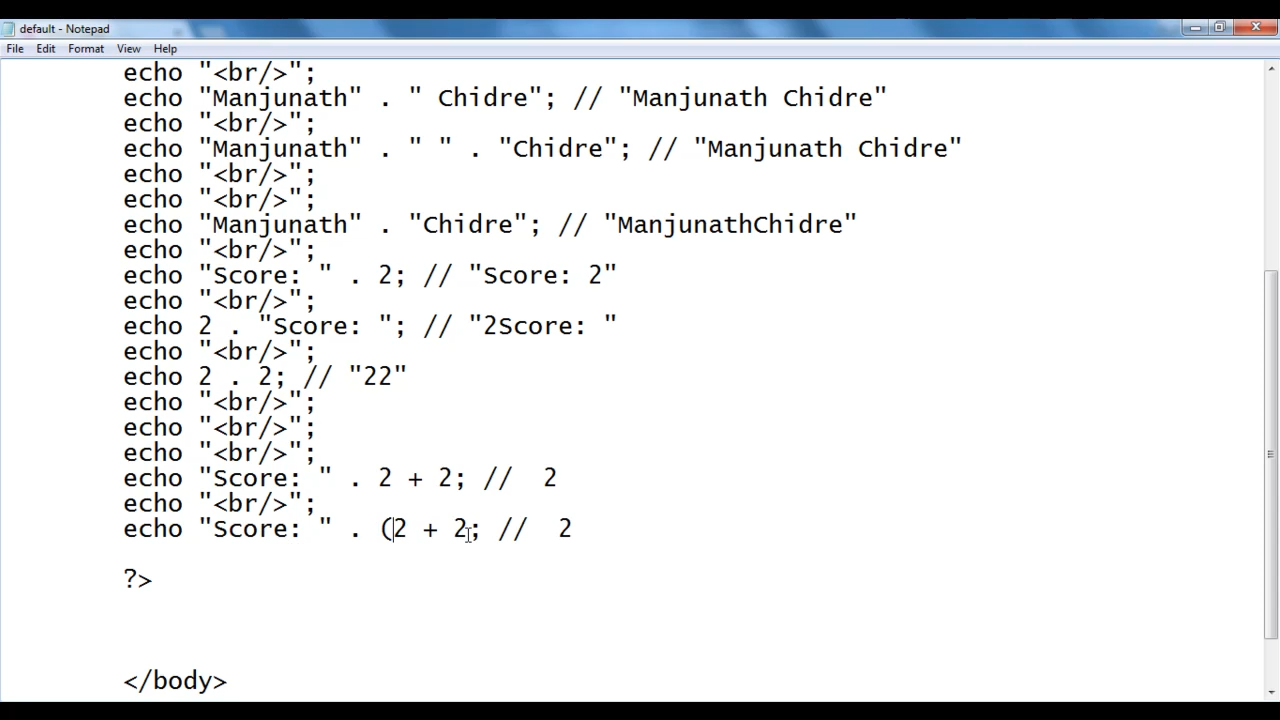 default - Notepad
File Edit Format View Help
echo "<br/>";
echo "Manjunath" . " Chidre"; // "Manjunath Chidre"
echo "<br/>";
echo "Manjunath" . " " . "Chidre"; // "Manjunath Chidre"
echo "<br/>";
echo "<br/>";
echo "Manjunath" . "Chidre"; // "ManjunathChidre"
echo "<br/>";
echo "Score: " . 2; // "Score: 2"
echo "<br/>";
echo 2 . "Score: "; // "2Score: "
echo "<br/>";
echo 2 . 2; // "22"
echo "<br/>";
echo "<br/>";
echo "<br/>";
echo "Score: " . 2 + 2; //  2
echo "<br/>";
echo "Score: " . (2 + 2; //  2
?>
</body>